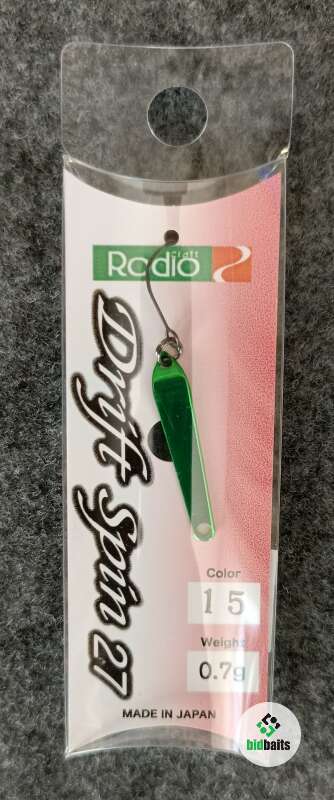 Craft
Rodio
Drift Spin 27
Color
15
Weight
0.7g
MADE IN JAPAN
bidbaits